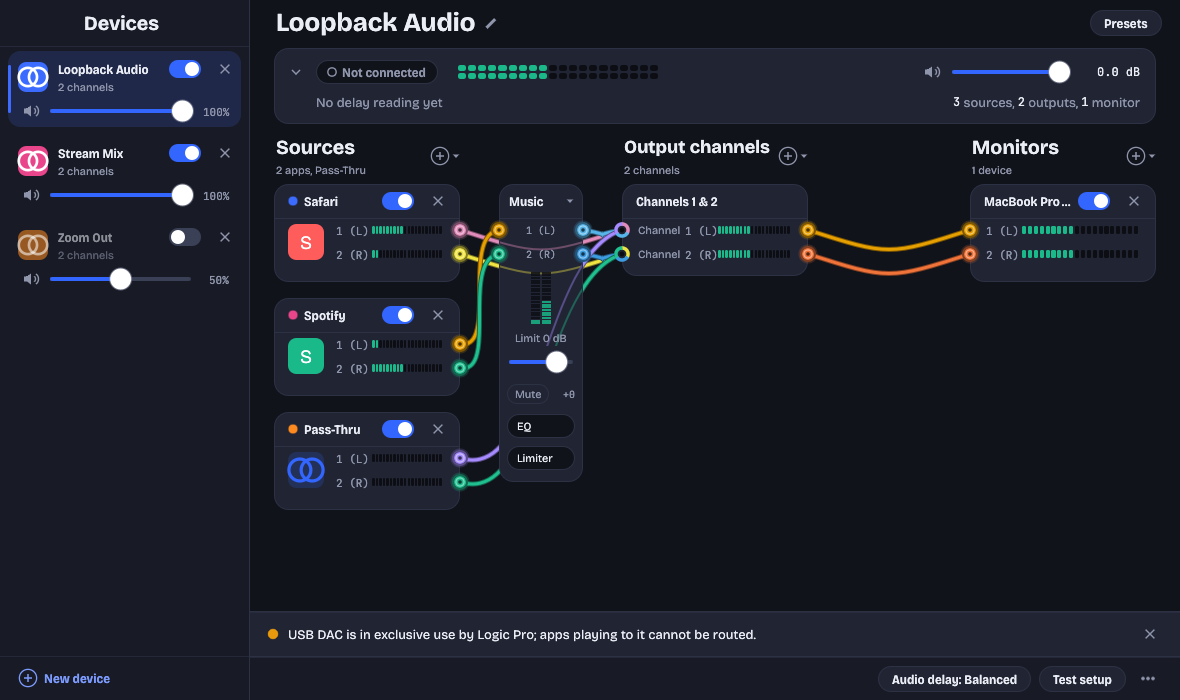 Devices
Loopback Audio
2 channels
100%
Stream Mix
2 channels
100%
Zoom Out
2 channels
50%
New device
Loopback Audio
Presets
Not connected
0.0 dB
No delay reading yet
3 sources, 2 outputs, 1 monitor
Sources
2 apps, Pass-Thru
Safari
S
1 (L)
2 (R)
Spotify
S
1 (L)
2 (R)
Pass-Thru
1 (L)
2 (R)
Music
1 (L)
2 (R)
Limit 0 dB
Mute +0
EQ
Limiter
Output channels
2 channels
Channels 1 & 2
Channel 1 (L)
Channel 2 (R)
Monitors
1 device
MacBook Pro ...
1 (L)
2 (R)
USB DAC is in exclusive use by Logic Pro; apps playing to it cannot be routed.
Audio delay: Balanced
Test setup